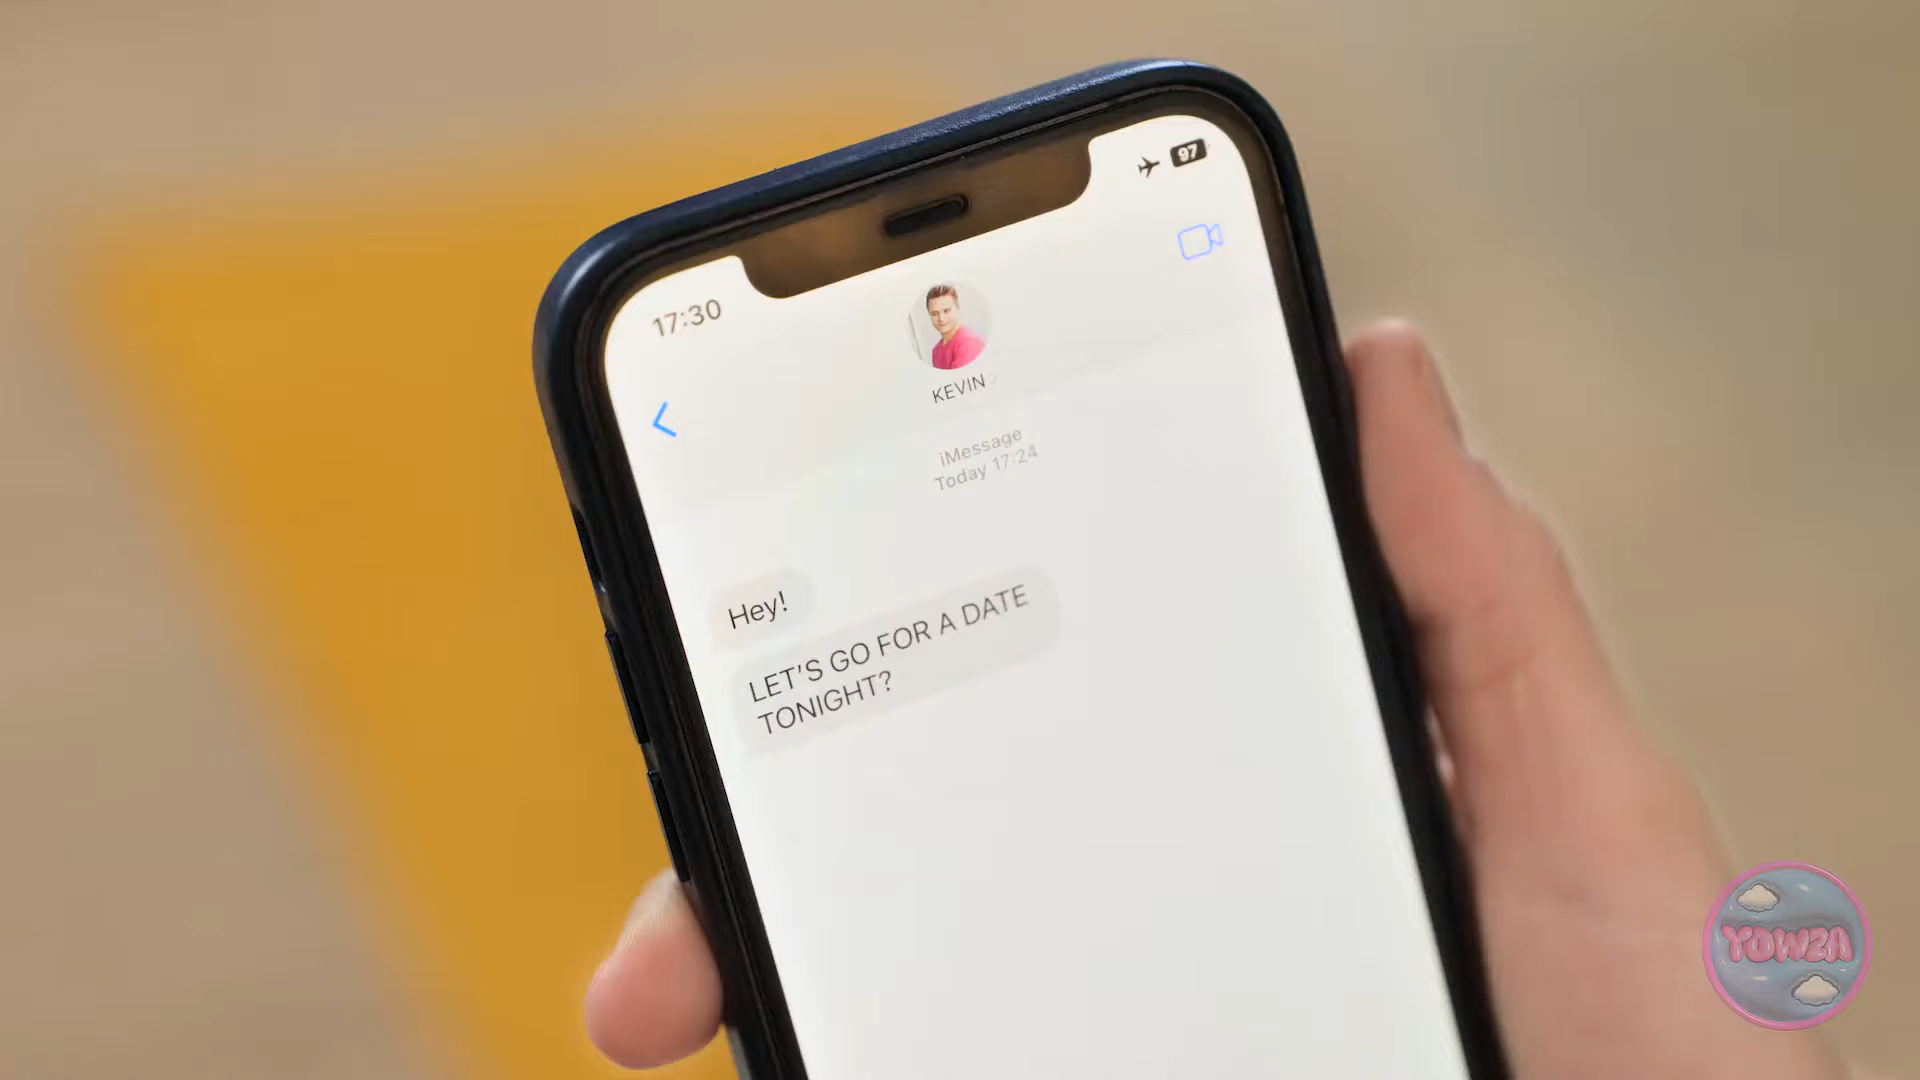 17:30
97
KEVIN
iMessage
Today 17:24
Hey!
LET'S GO FOR A DATE
TONIGHT?
YOWZA